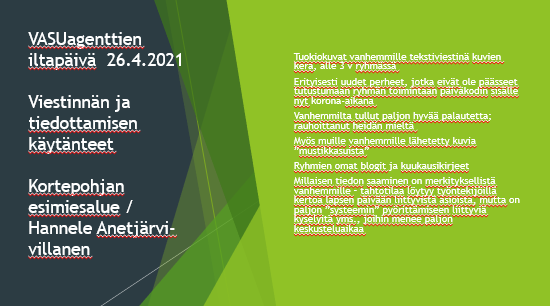 VASUagenttien
iltapäivä 26.4.2021
Viestinnän ja
tiedottamisen
käytänteet
Kortepohjan
esimiesalue /
Hannele Anetjärvi-
villanen
Tuokiokuvat vanhemmille tekstiviestinä kuvien
kera, alle 3 v ryhmässä
Erityisesti uudet perheet, jotka eivät ole päässeet
tutustumaan ryhmän toimintaan päiväkodin sisälle
nyt korona-aikana
Vanhemmilta tullut paljon hyvää palautetta;
rauhoittanut heidän mieltä
Myös muille vanhemmille lähetetty kuvia
"mustikkasuista"
Ryhmien omat blogit ja kuukausikirjeet
Millaisen tiedon saaminen on merkityksellistä
vanhemmille - tahtotilaa löytyy työntekijöillä
kertoa lapsen päivään liittyvistä asioista, mutta on
paljon "systeemin" pyörittämiseen liittyviä
kyselyitä yms., joihin menee paljon
keskusteluaikaa